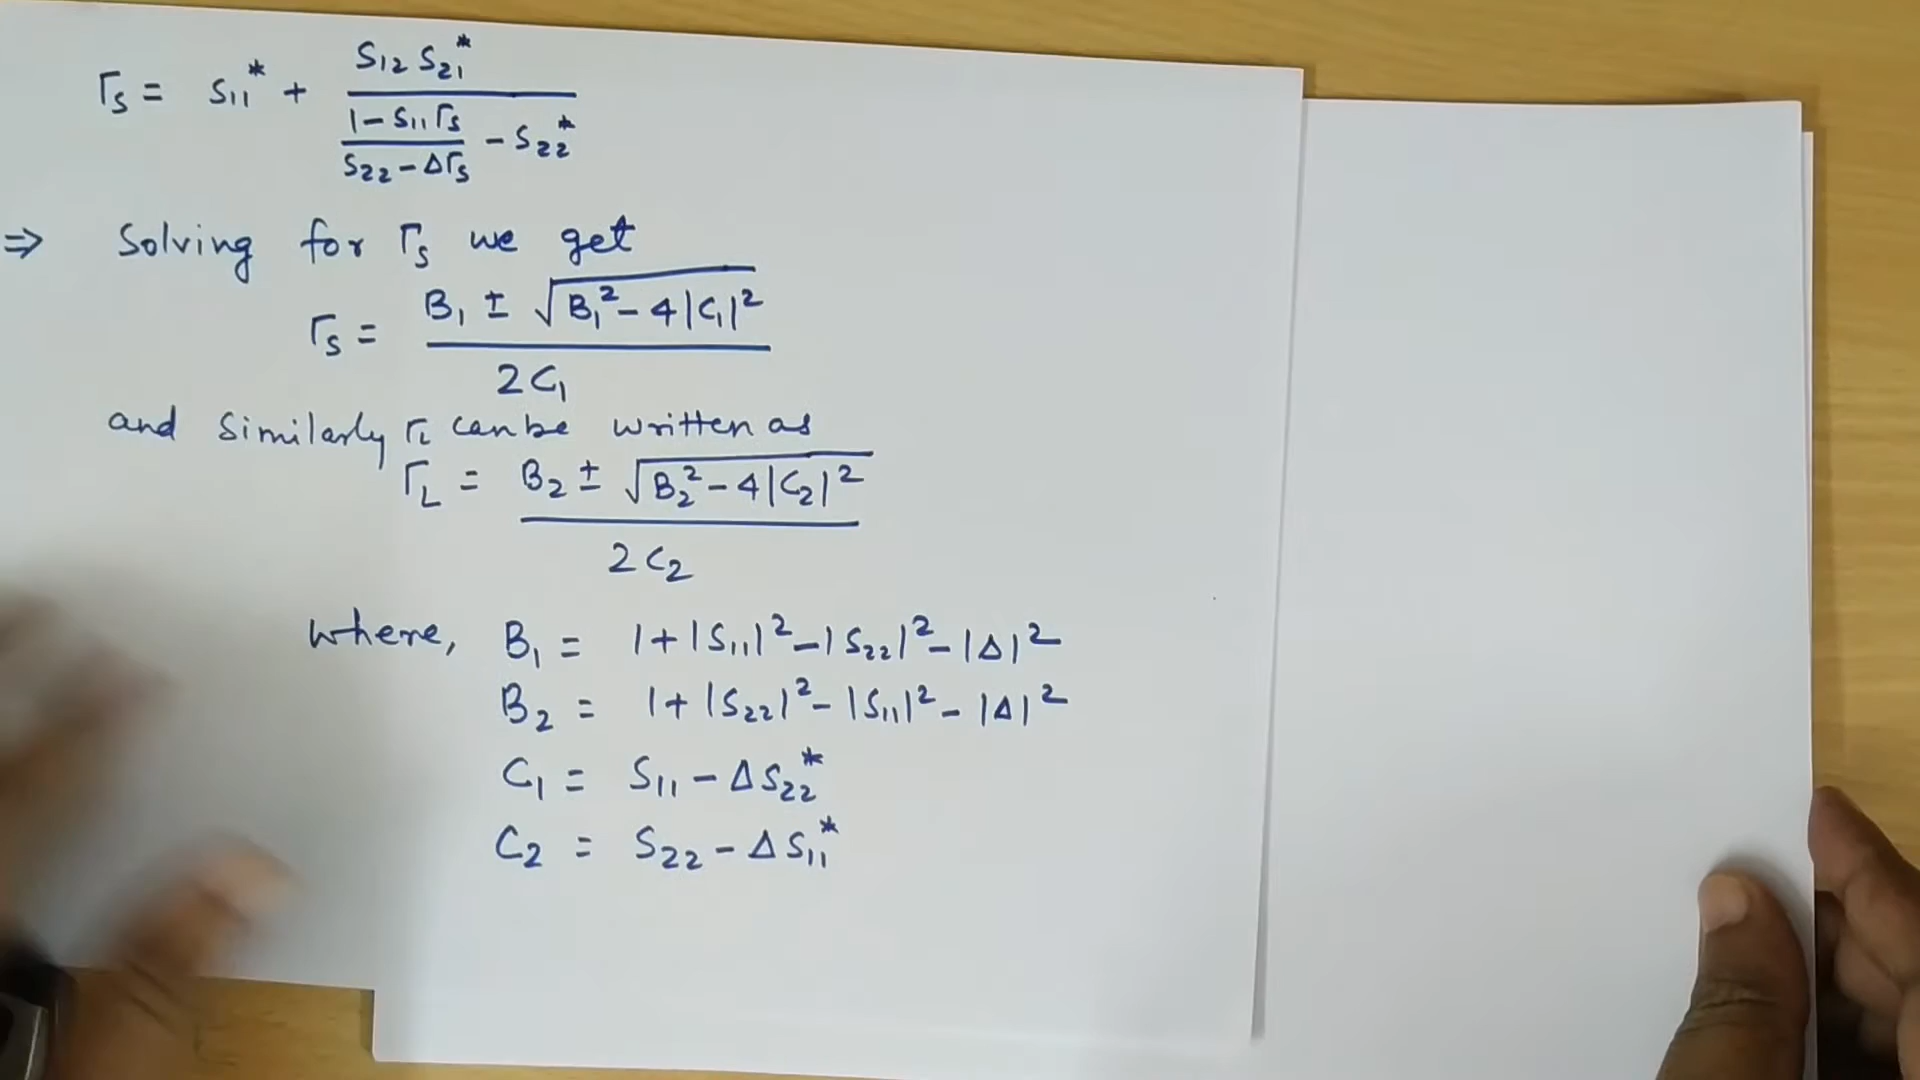 Γs = S11* + S12 S21* / ((1 - S11 Γs) / (S22 - ΔΓs) - S22*)
⇒ Solving for Γs we get
Γs = B1 ± √(B1² - 4|C1|²) / 2C1
and Similarly ΓL can be written as
ΓL = B2 ± √(B2² - 4|C2|²) / 2C2
where, B1 = 1 + |S11|² - |S22|² - |Δ|²
B2 = 1 + |S22|² - |S11|² - |Δ|²
C1 = S11 - ΔS22*
C2 = S22 - ΔS11*